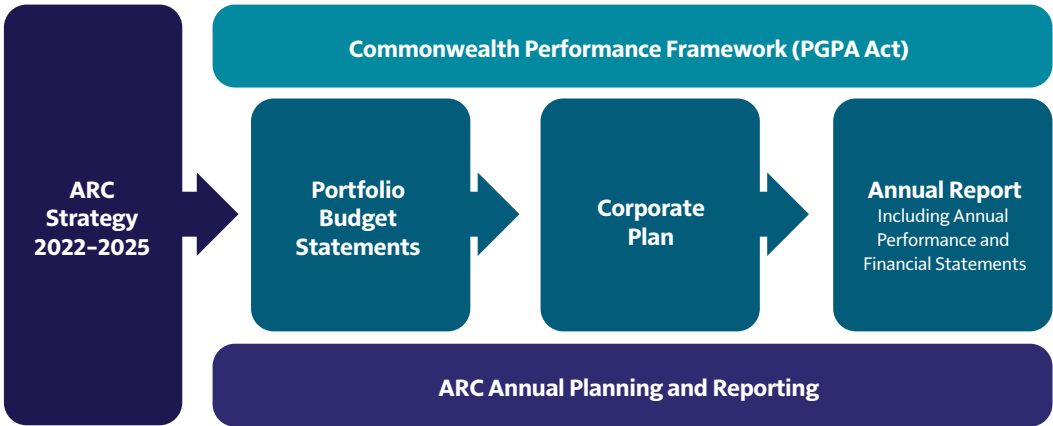 Commonwealth Performance Framework (PGPA Act)
ARC
Strategy
2022–2025
Portfolio
Budget
Statements
Corporate
Plan
Annual Report
Including Annual
Performance and
Financial Statements
ARC Annual Planning and Reporting